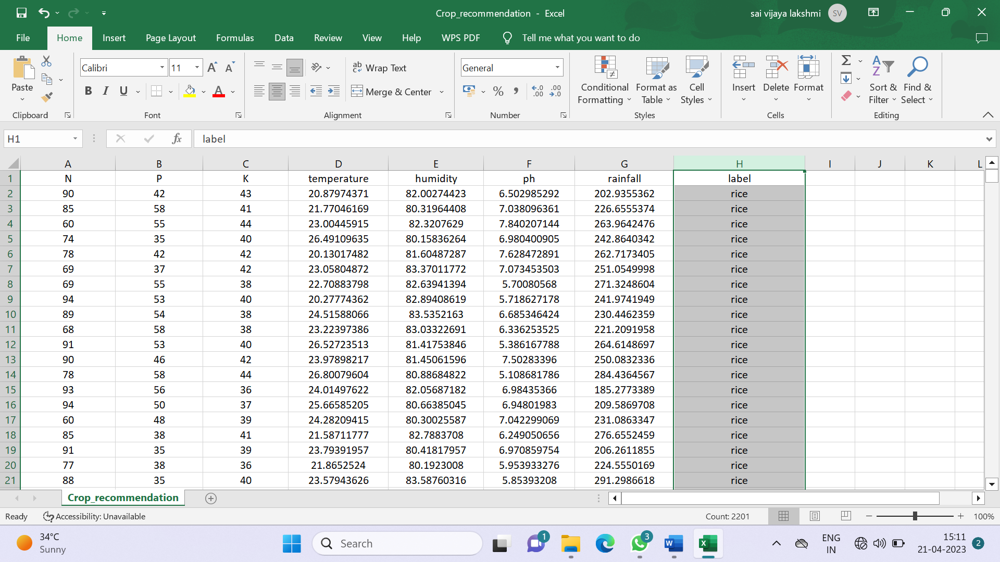 Crop_recommendation - Excel
sai vijaya lakshmi SV
File Home Insert Page Layout Formulas Data Review View Help WPS PDF Tell me what you want to do
Calibri 11 ab Wrap Text General
Paste B I U A Merge & Center % , Conditional Formatting Format as Table Cell Styles Insert Delete Format Sort & Filter Find & Select
Clipboard Font Alignment Number Styles Cells Editing
H1 fx label
A B C D E F G H I J K L
1 N P K temperature humidity ph rainfall label
2 90 42 43 20.87974371 82.00274423 6.502985292 202.9355362 rice
3 85 58 41 21.77046169 80.31964408 7.038096361 226.6555374 rice
4 60 55 44 23.00445915 82.3207629 7.840207144 263.9642476 rice
5 74 35 40 26.49109635 80.15836264 6.980400905 242.8640342 rice
6 78 42 42 20.13017482 81.60487287 7.628472891 262.7173405 rice
7 69 37 42 23.05804872 83.37011772 7.073453503 251.0549998 rice
8 69 55 38 22.70883798 82.63941394 5.70080568 271.3248604 rice
9 94 53 40 20.27774362 82.89408619 5.718627178 241.9741949 rice
10 89 54 38 24.51588066 83.5352163 6.685346424 230.4462359 rice
11 68 58 38 23.22397386 83.03322691 6.336253525 221.2091958 rice
12 91 53 40 26.52723513 81.41753846 5.386167788 264.6148697 rice
13 90 46 42 23.97898217 81.45061596 7.50283396 250.0832336 rice
14 78 58 44 26.80079604 80.88684822 5.108681786 284.4364567 rice
15 93 56 36 24.01497622 82.05687182 6.98435366 185.2773389 rice
16 94 50 37 25.66585205 80.66385045 6.94801983 209.5869708 rice
17 60 48 39 24.28209415 80.30025587 7.042299069 231.0863347 rice
18 85 38 41 21.58711777 82.7883708 6.249050656 276.6552459 rice
19 91 35 39 23.79391957 80.41817957 6.970859754 206.2611855 rice
20 77 38 36 21.8652524 80.1923008 5.953933276 224.5550169 rice
21 88 35 40 23.57943626 83.58760316 5.85393208 291.2986618 rice
Crop_recommendation
Ready Accessibility: Unavailable Count: 2201 100%
34°C
Sunny
Search
1
3
ENG
IN
15:11
21-04-2023
2